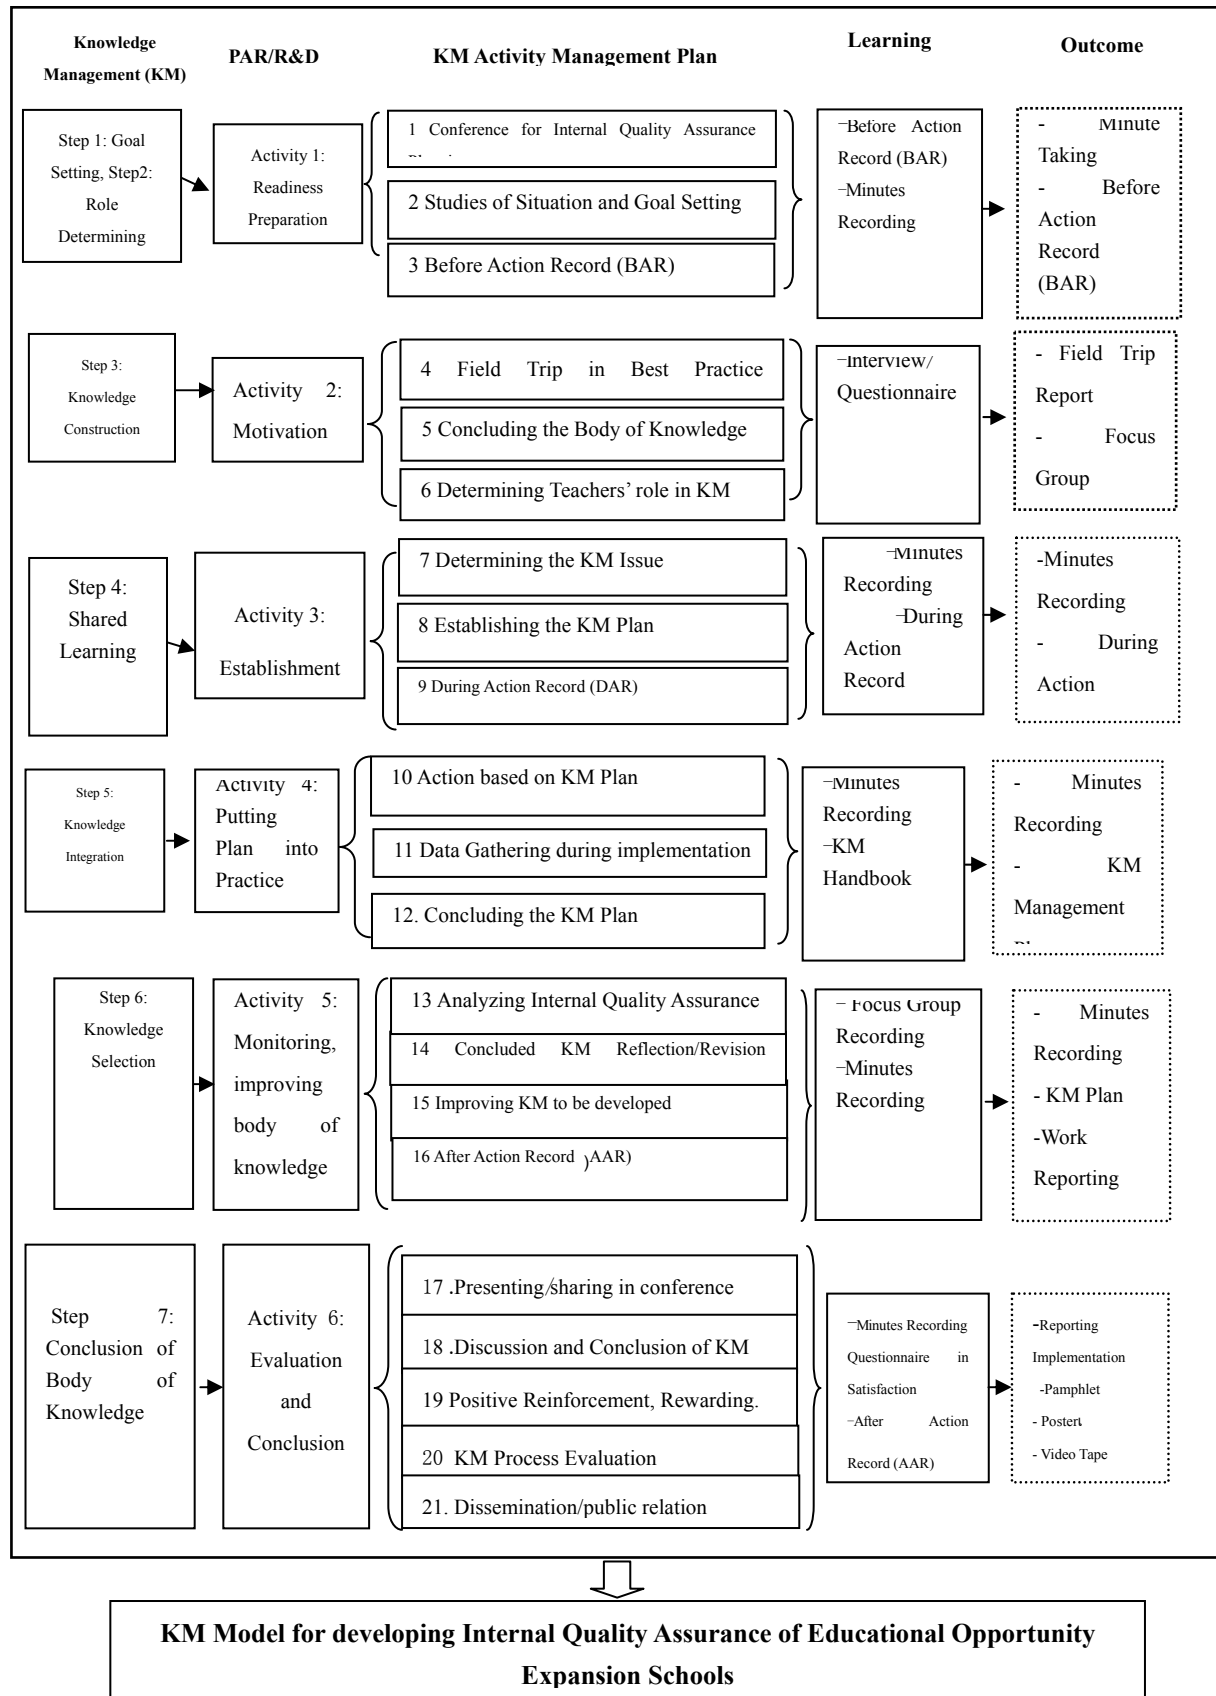 Knowledge
Management (KM)
PAR/R&D
KM Activity Management Plan
Learning
Outcome
Step 1: Goal
Setting, Step2:
Role
Determining
Activity 1:
Readiness
Preparation
1 Conference for Internal Quality Assurance
2 Studies of Situation and Goal Setting
3 Before Action Record (BAR)
–Before Action
Record (BAR)
–Minutes
Recording
- Minute
Taking
- Before
Action
Record
(BAR)
Step 3:
Knowledge
Construction
Activity 2:
Motivation
4 Field Trip in Best Practice
5 Concluding the Body of Knowledge
6 Determining Teachers’ role in KM
–Interview/
Questionnaire
- Field Trip
Report
- Focus
Group
Step 4:
Shared
Learning
Activity 3:
Establishment
7 Determining the KM Issue
8 Establishing the KM Plan
9 During Action Record (DAR)
–Minutes
Recording
–During
Action
Record
-Minutes
Recording
- During
Action
Step 5:
Knowledge
Integration
Activity 4:
Putting
Plan into
Practice
10 Action based on KM Plan
11 Data Gathering during implementation
12. Concluding the KM Plan
–Minutes
Recording
–KM
Handbook
- Minutes
Recording
- KM
Management
Step 6:
Knowledge
Selection
Activity 5:
Monitoring,
improving
body of
knowledge
13 Analyzing Internal Quality Assurance
14 Concluded KM Reflection/Revision
15 Improving KM to be developed
16 After Action Record )AAR)
– Focus Group
Recording
–Minutes
Recording
- Minutes
Recording
- KM Plan
-Work
Reporting
Step 7:
Conclusion of
Body of
Knowledge
Activity 6:
Evaluation
and
Conclusion
17 .Presenting/sharing in conference
18 .Discussion and Conclusion of KM
19 Positive Reinforcement, Rewarding.
20 KM Process Evaluation
21. Dissemination/public relation
–Minutes Recording
Questionnaire in
Satisfaction
–After Action
Record (AAR)
-Reporting
Implementation
-Pamphlet
- Postert
- Video Tape
KM Model for developing Internal Quality Assurance of Educational Opportunity
Expansion Schools